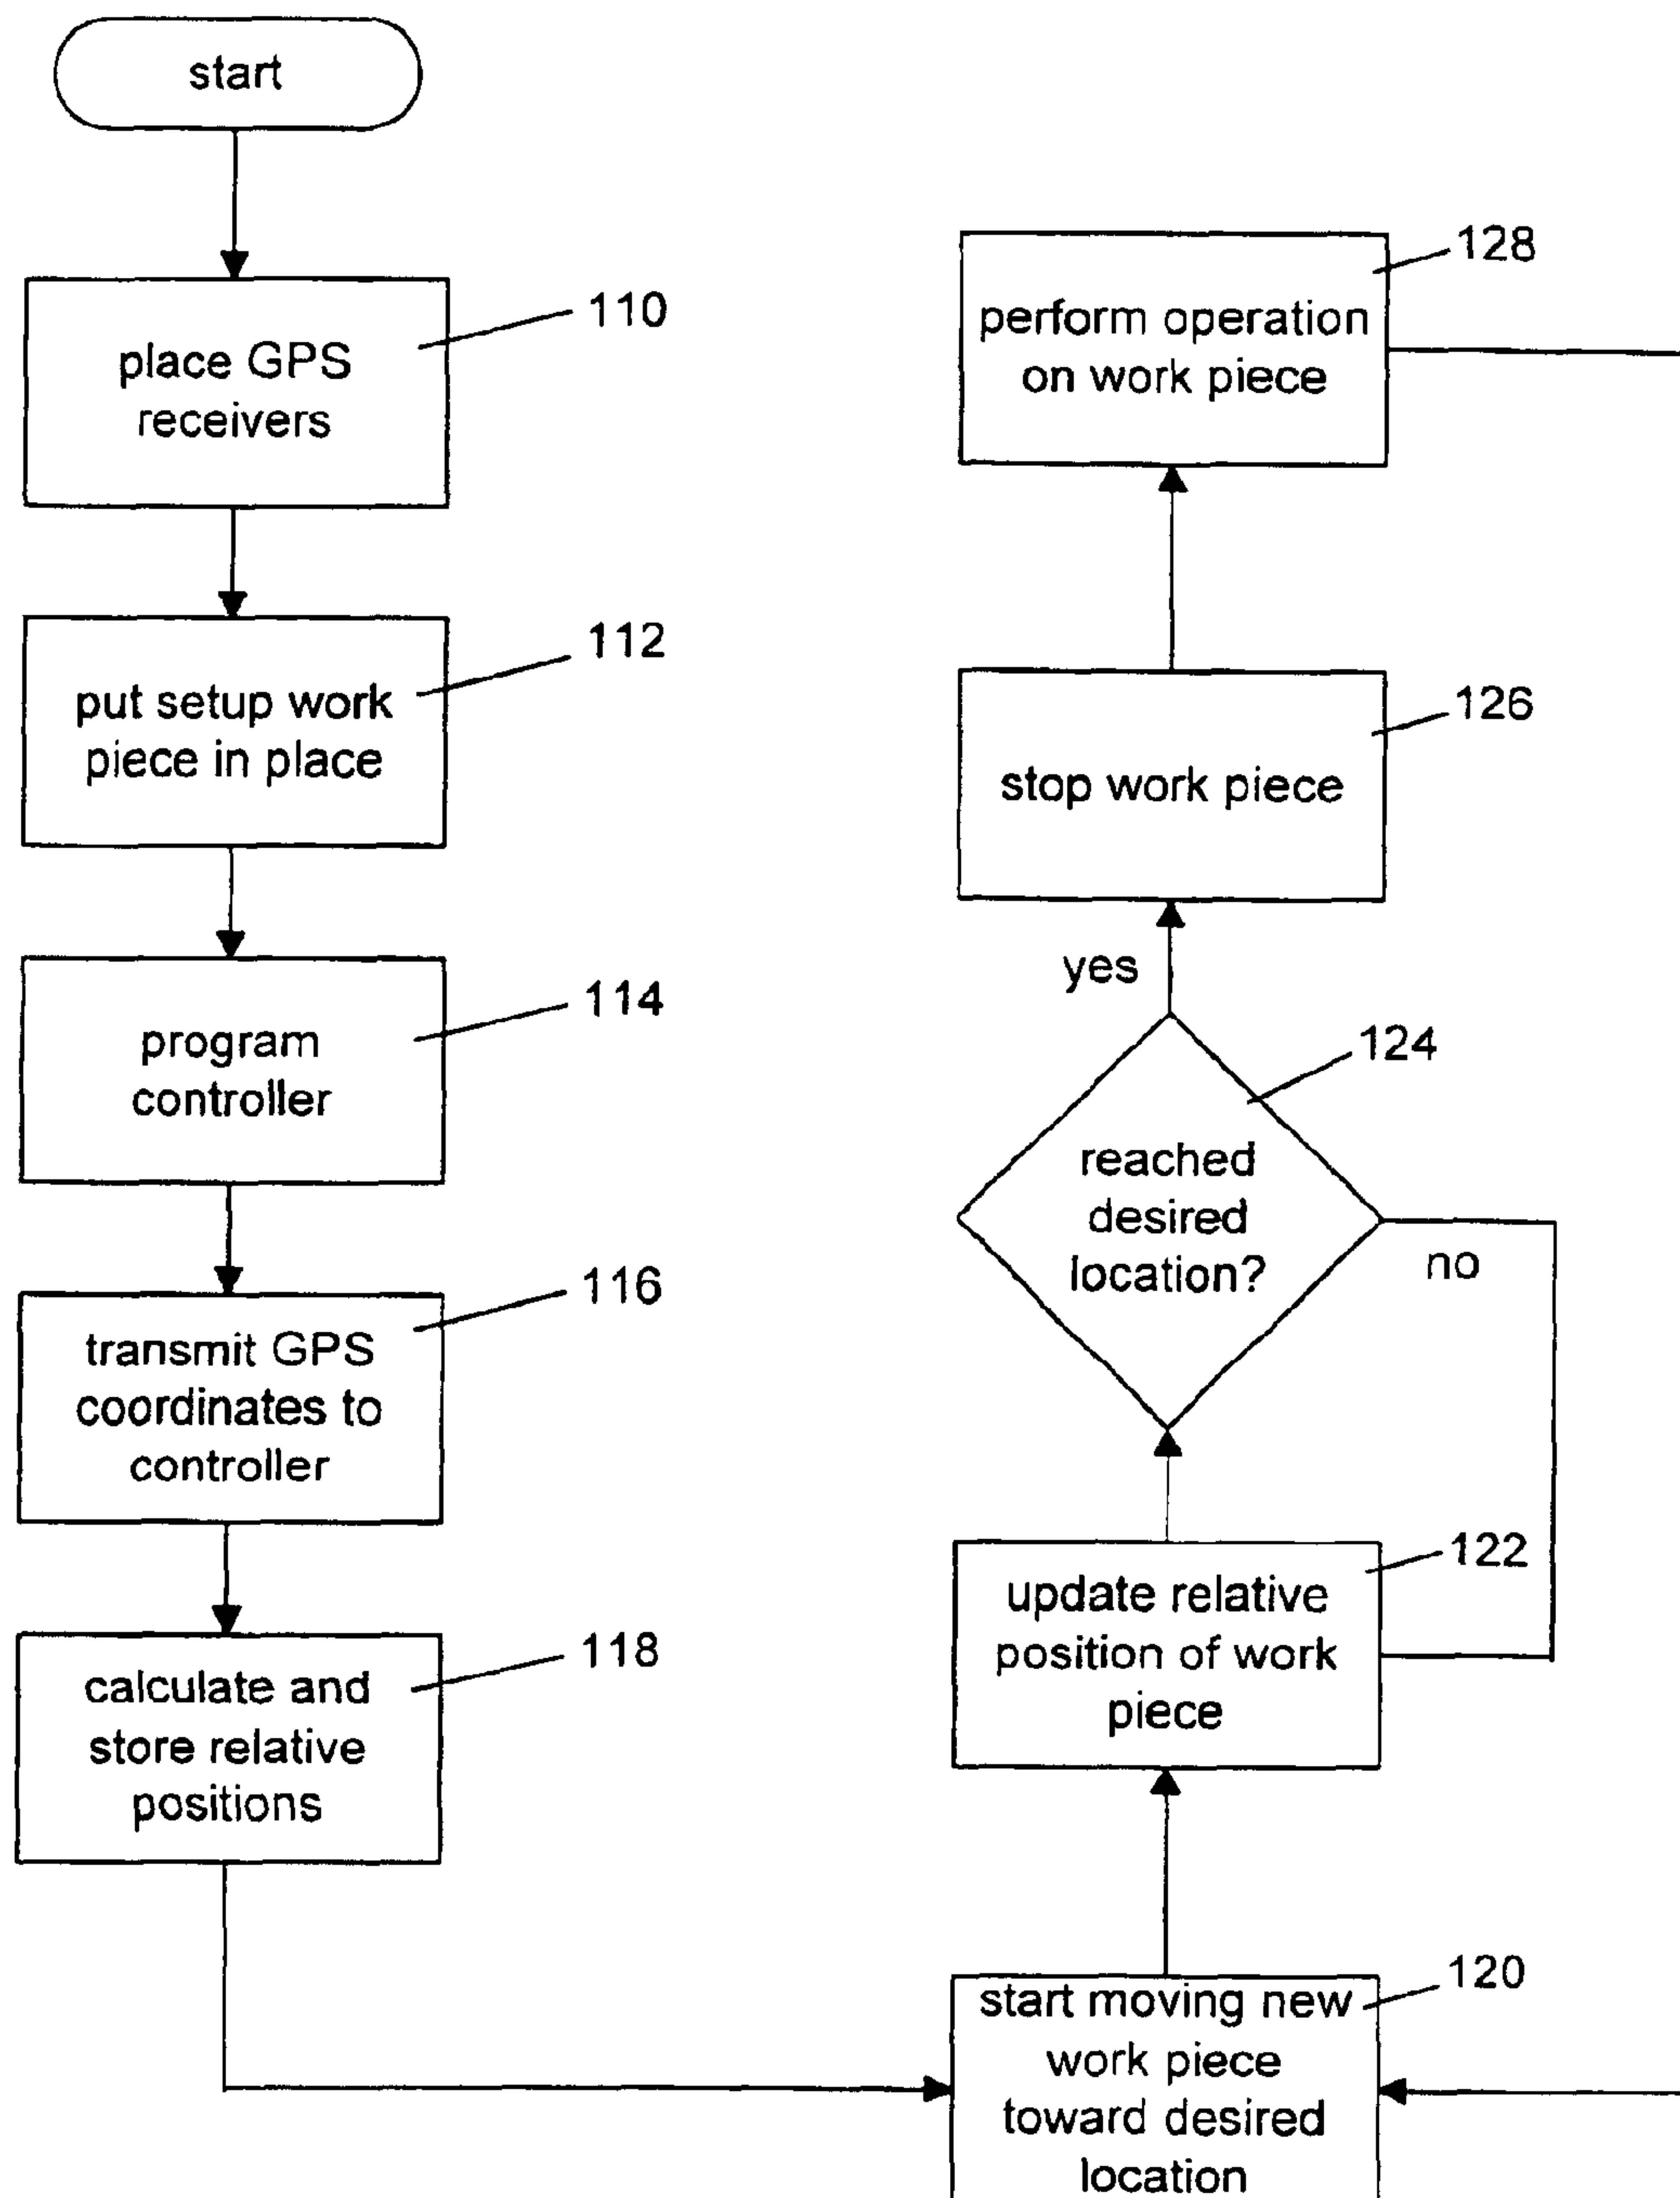 start
place GPS
receivers
110
put setup work
piece in place
112
program
controller
114
transmit GPS
coordinates to
controller
116
calculate and
store relative
positions
118
perform operation
on work piece
128
stop work piece
126
yes
reached
desired
location?
124
no
update relative
position of work
piece
122
start moving new
work piece
toward desired
location
120